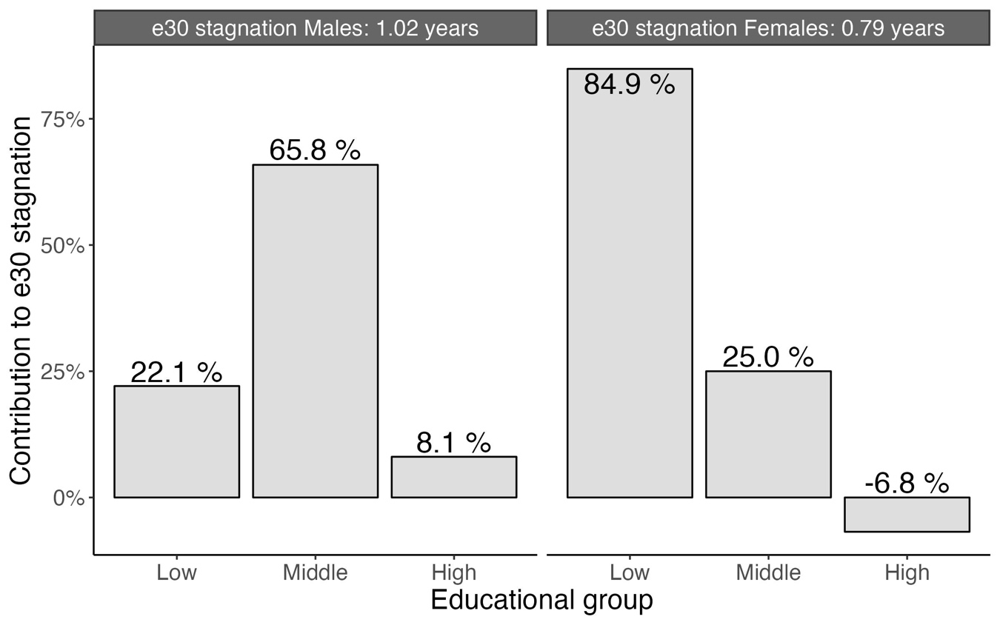 e30 stagnation Males: 1.02 years
e30 stagnation Females: 0.79 years
Contribution to e30 stagnation
75%
50%
25%
0%
22.1 %
65.8 %
8.1 %
84.9 %
25.0 %
-6.8 %
Low
Middle
High
Low
Middle
High
Educational group